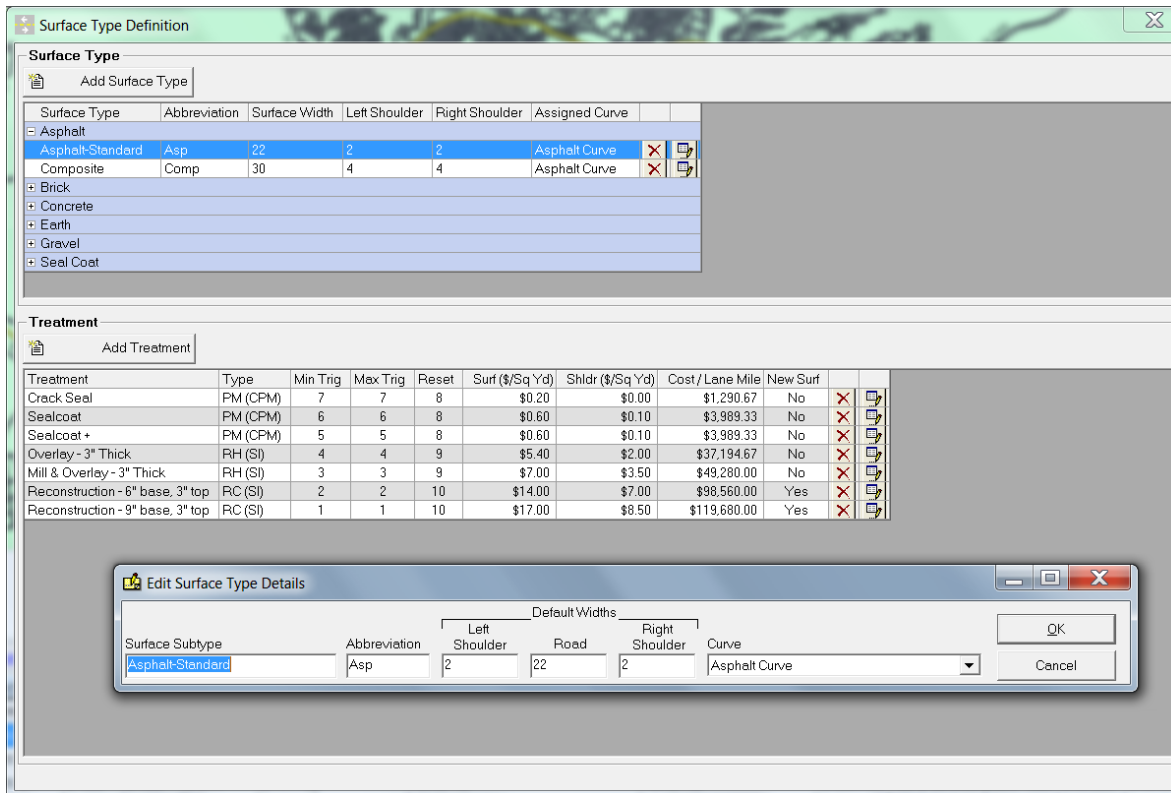 Surface Type Definition
Surface Type
Add Surface Type
Surface Type Abbreviation Surface Width Left Shoulder Right Shoulder Assigned Curve
Asphalt
Asphalt-Standard Asp 22 2 2 Asphalt Curve
Composite Comp 30 4 4 Asphalt Curve
Brick
Concrete
Earth
Gravel
Seal Coat
Treatment
Add Treatment
Treatment Type Min Trig Max Trig Reset Surf ($/Sq Yd) Shldr ($/Sq Yd) Cost / Lane Mile New Surf
Crack Seal PM (CPM) 7 7 8 $0.20 $0.00 $1,290.67 No
Sealcoat PM (CPM) 6 6 8 $0.60 $0.10 $3,989.33 No
Sealcoat + PM (CPM) 5 5 8 $0.60 $0.10 $3,989.33 No
Overlay - 3" Thick RH (SI) 4 4 9 $5.40 $2.00 $37,194.67 No
Mill & Overlay - 3" Thick RH (SI) 3 3 9 $7.00 $3.50 $49,280.00 No
Reconstruction - 6" base, 3" top RC (SI) 2 2 10 $14.00 $7.00 $98,560.00 Yes
Reconstruction - 9" base, 3" top RC (SI) 1 1 10 $17.00 $8.50 $119,680.00 Yes
Edit Surface Type Details
Default Widths
Surface Subtype Abbreviation Left Shoulder Road Right Shoulder Curve
Asphalt-Standard Asp 2 22 2 Asphalt Curve
OK
Cancel